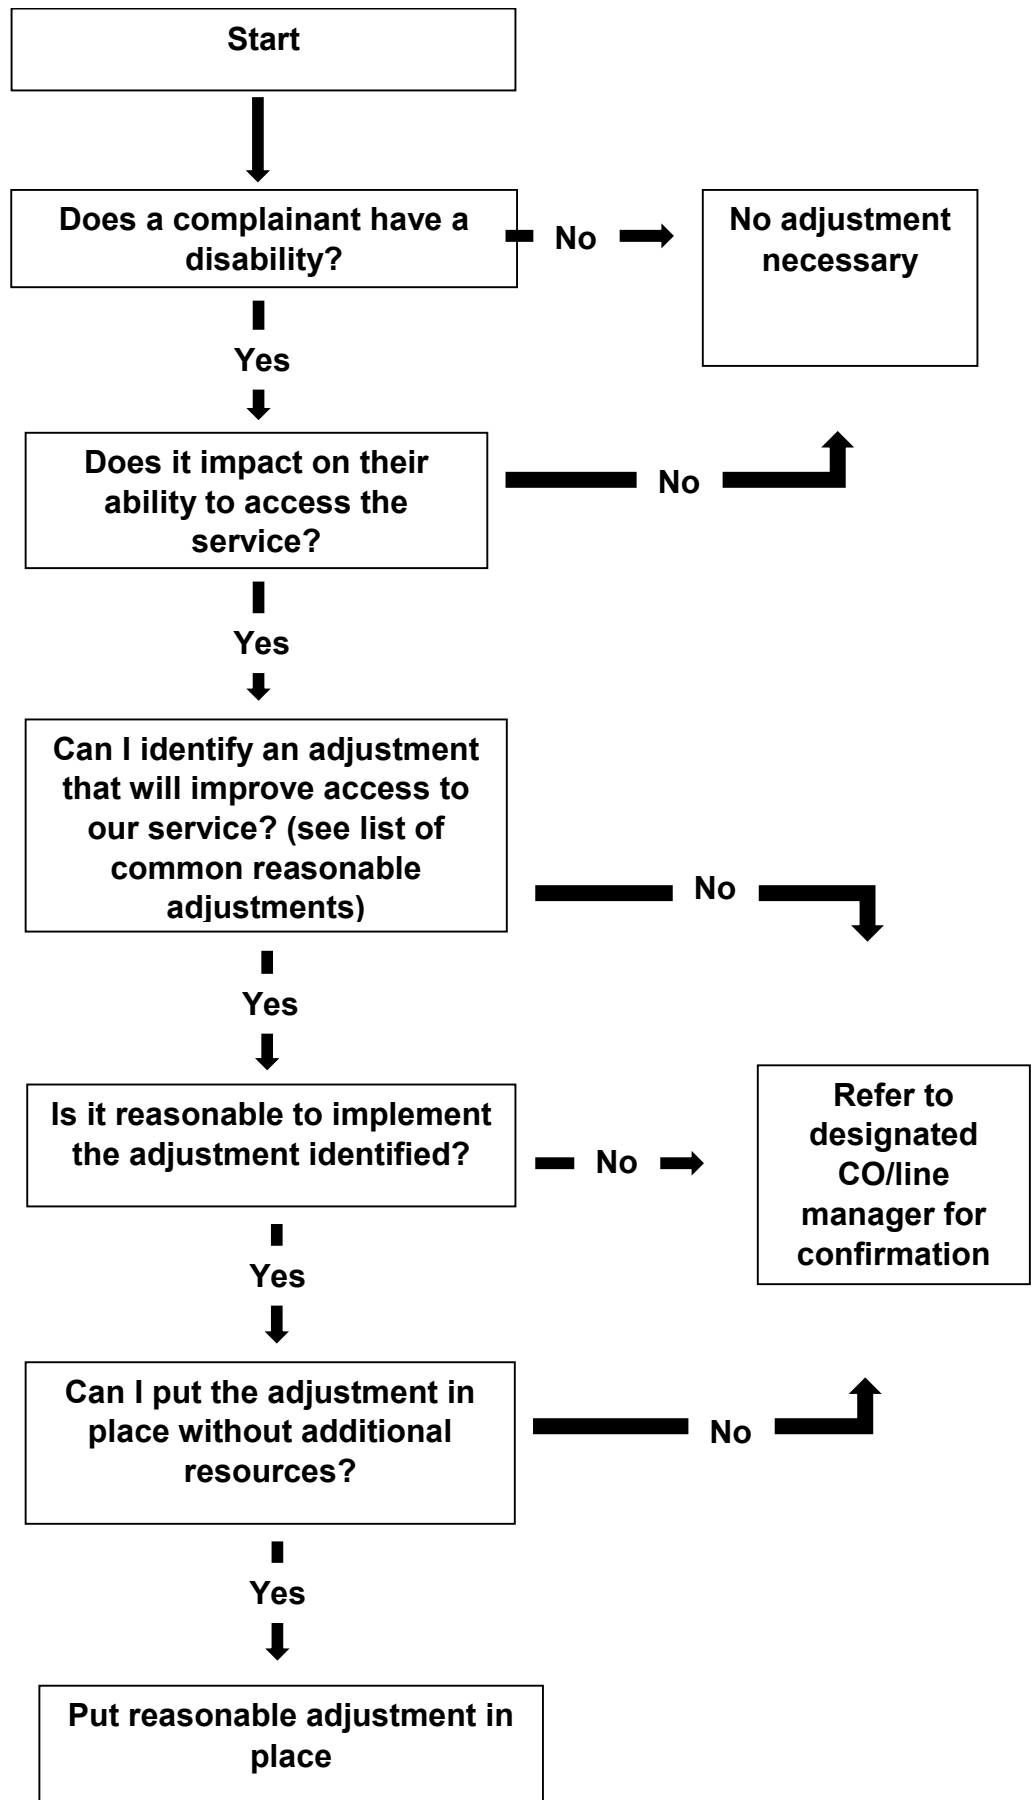 Start
Does a complainant have a
disability?
No
No adjustment
necessary
Yes
Does it impact on their
ability to access the
service?
No
Yes
Can I identify an adjustment
that will improve access to
our service? (see list of
common reasonable
adjustments)
No
Yes
Is it reasonable to implement
the adjustment identified?
No
Refer to
designated
CO/line
manager for
confirmation
Yes
Can I put the adjustment in
place without additional
resources?
No
Yes
Put reasonable adjustment in
place